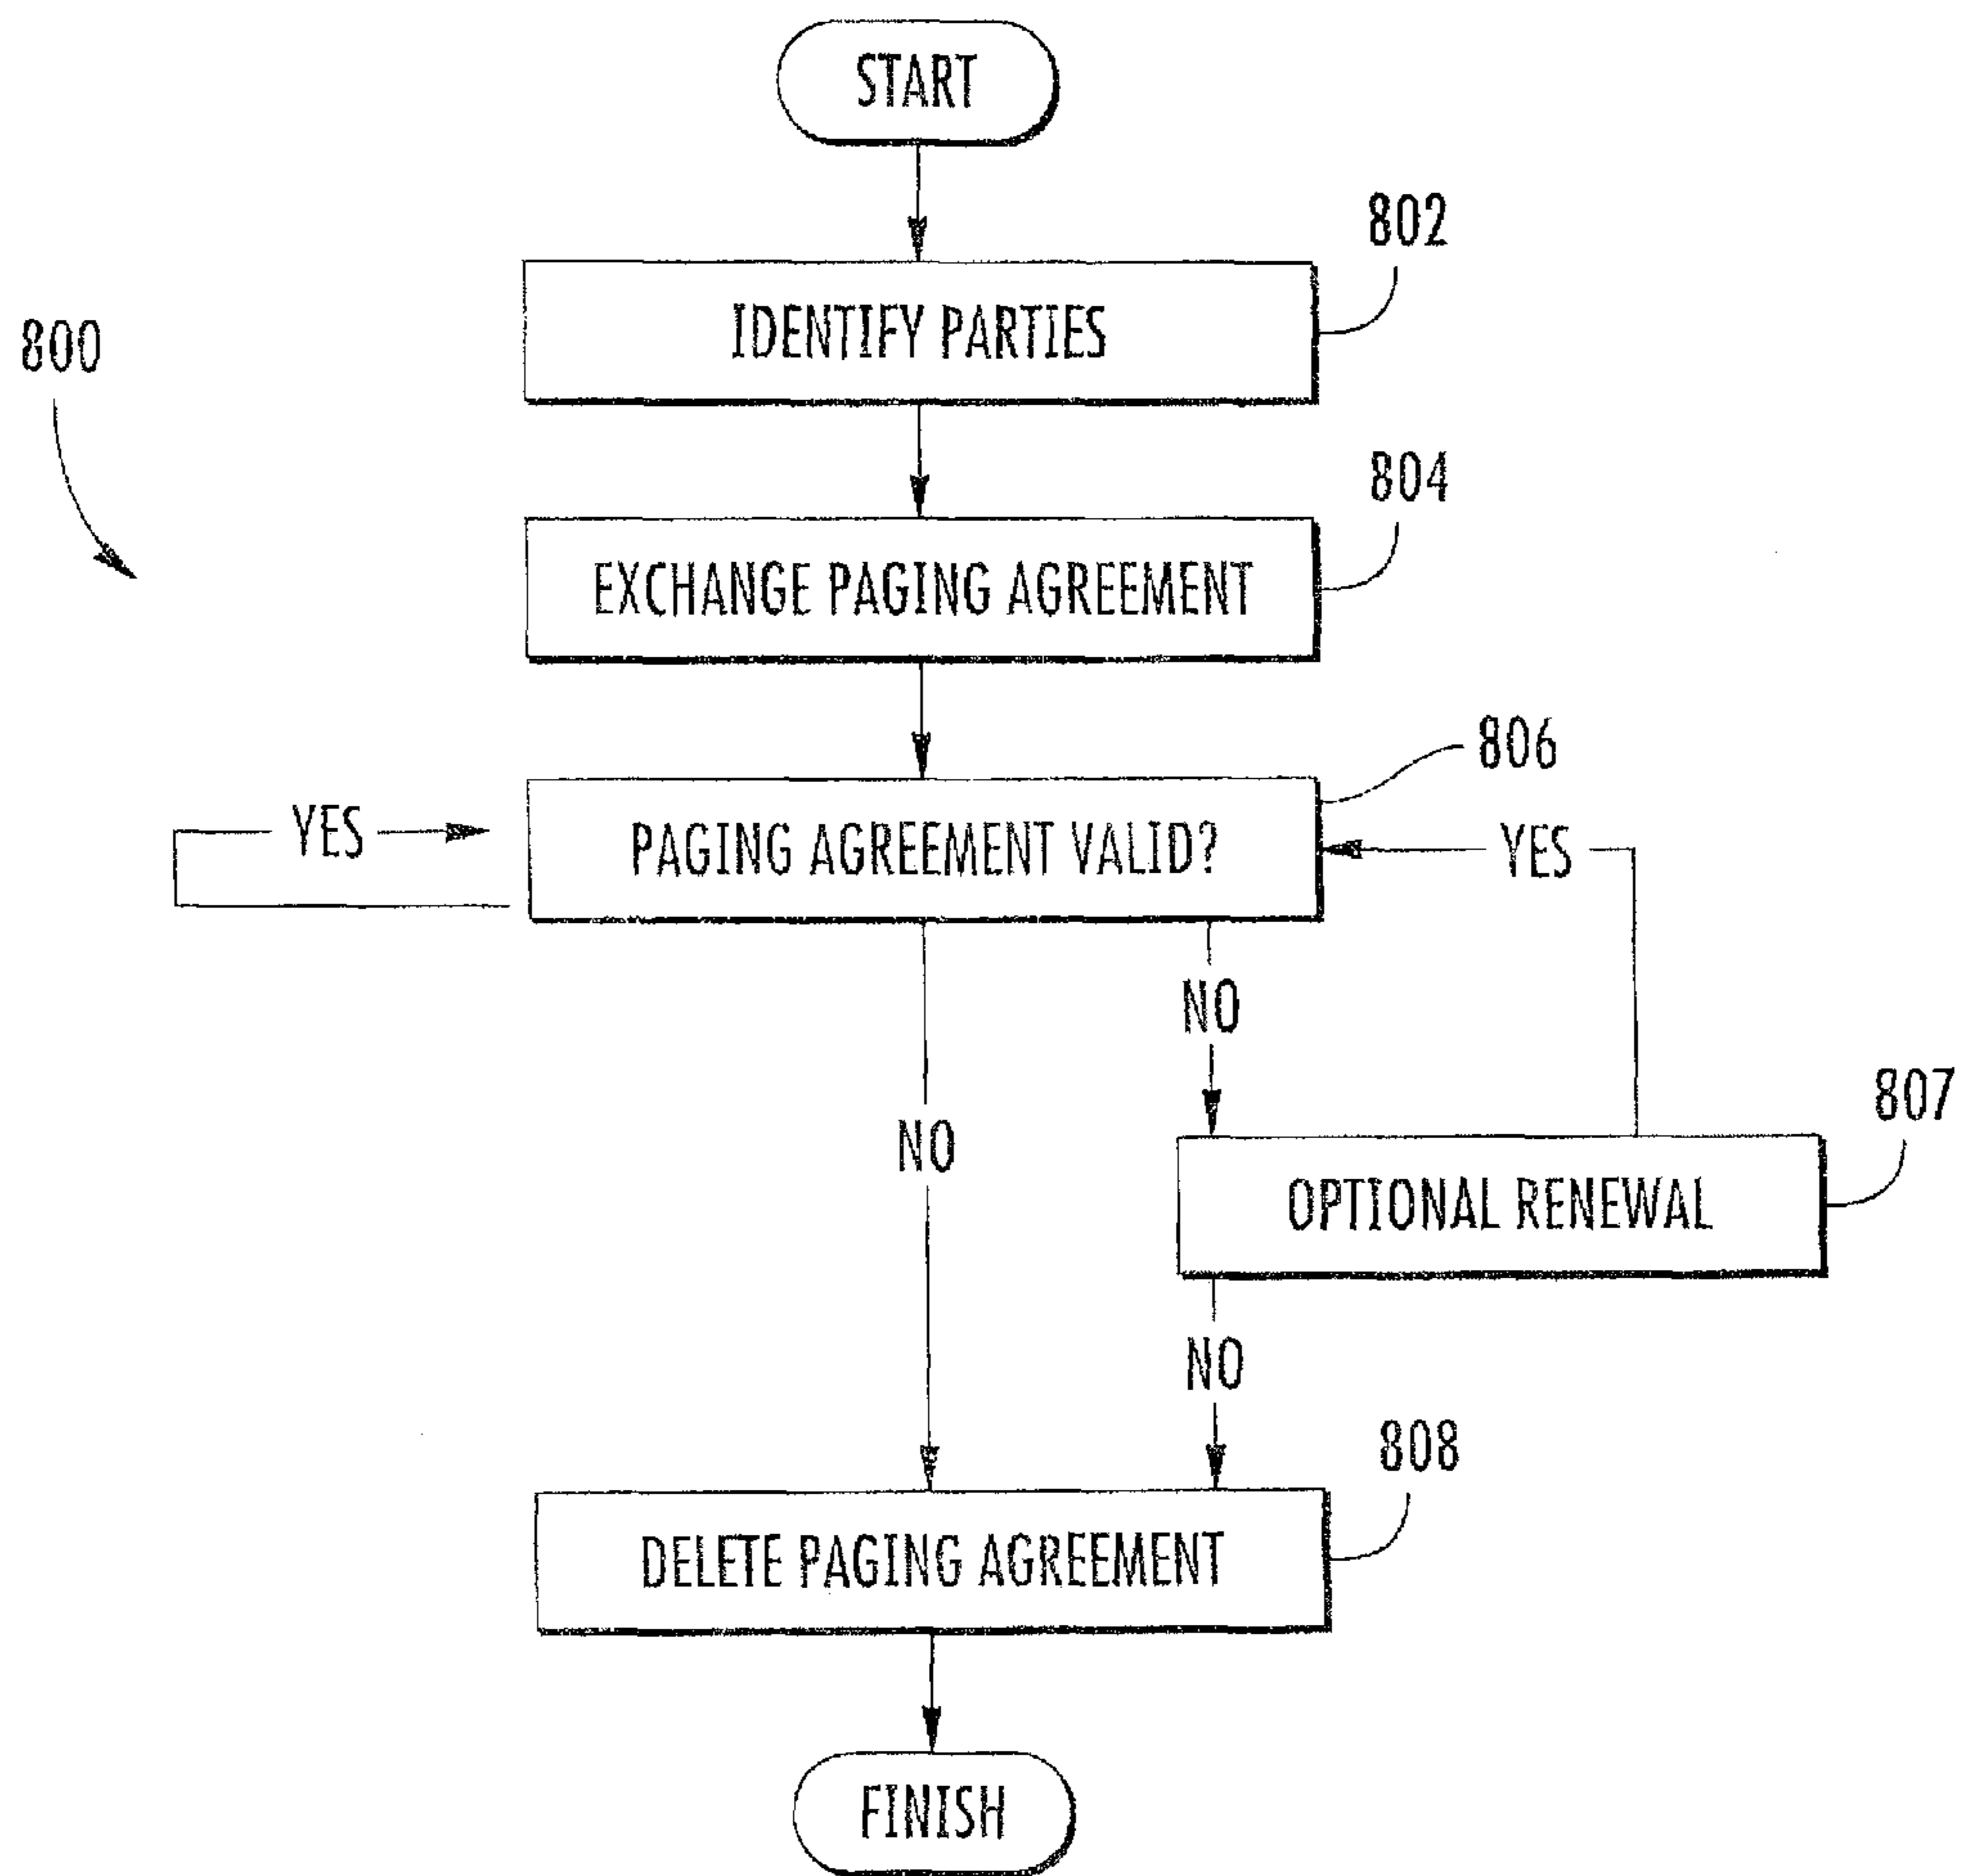 START
802
IDENTIFY PARTIES
800
804
EXCHANGE PAGING AGREEMENT
806
YES
PAGING AGREEMENT VALID?
YES
NO
807
NO
OPTIONAL RENEWAL
NO
808
DELETE PAGING AGREEMENT
FINISH